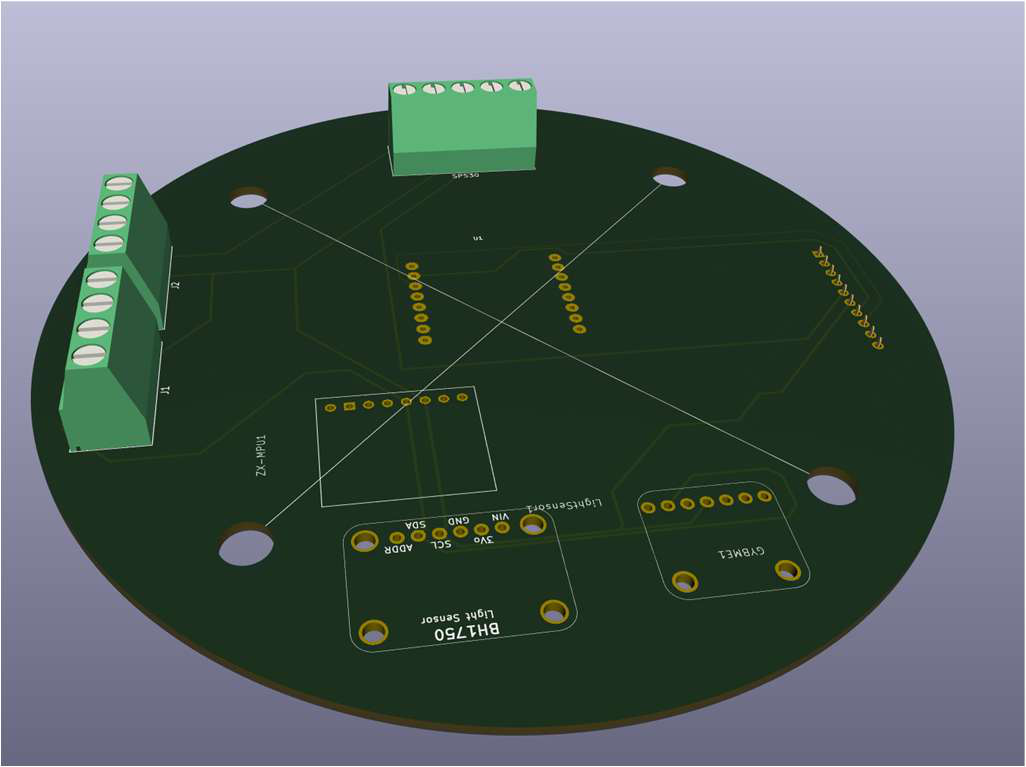 SPS30
U1
J2
J1
ZX-MPU1
LightSensor1
VIN
GND
SDA
3Vo
SCL
ADDR
GYBME1
Light Sensor
BH1750